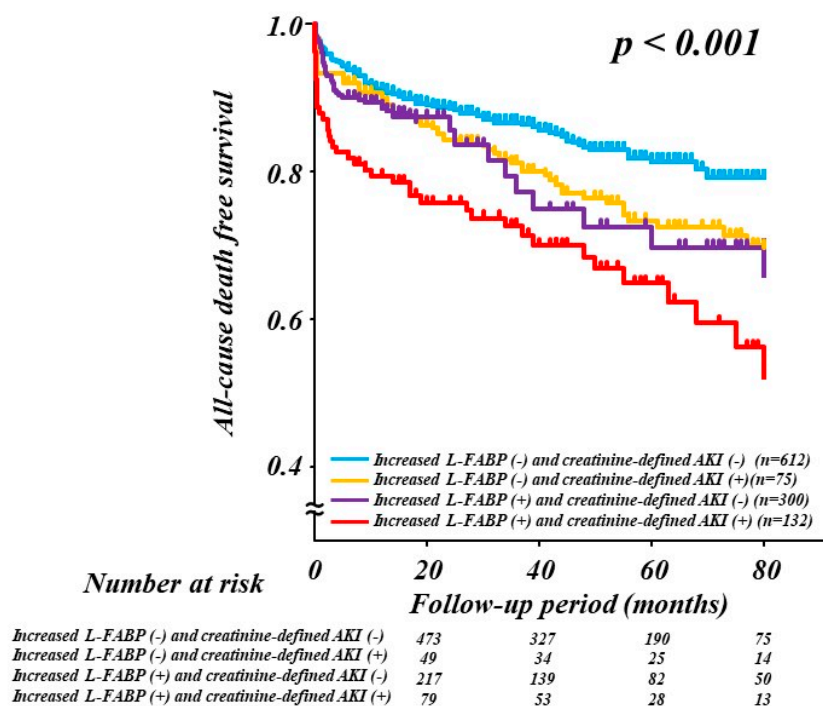 1.0
p < 0.001
0.8
0.6
0.4
All-cause death free survival
Increased L-FABP (-) and creatinine-defined AKI (-) (n=612)
Increased L-FABP (-) and creatinine-defined AKI (+)(n=75)
Increased L-FABP (+) and creatinine-defined AKI (-) (n=300)
Increased L-FABP (+) and creatinine-defined AKI (+) (n=132)
≈
0 20 40 60 80
Number at risk
Follow-up period (months)
Increased L-FABP (-) and creatinine-defined AKI (-) 473 327 190 75
Increased L-FABP (-) and creatinine-defined AKI (+) 49 34 25 14
Increased L-FABP (+) and creatinine-defined AKI (-) 217 139 82 50
Increased L-FABP (+) and creatinine-defined AKI (+) 79 53 28 13